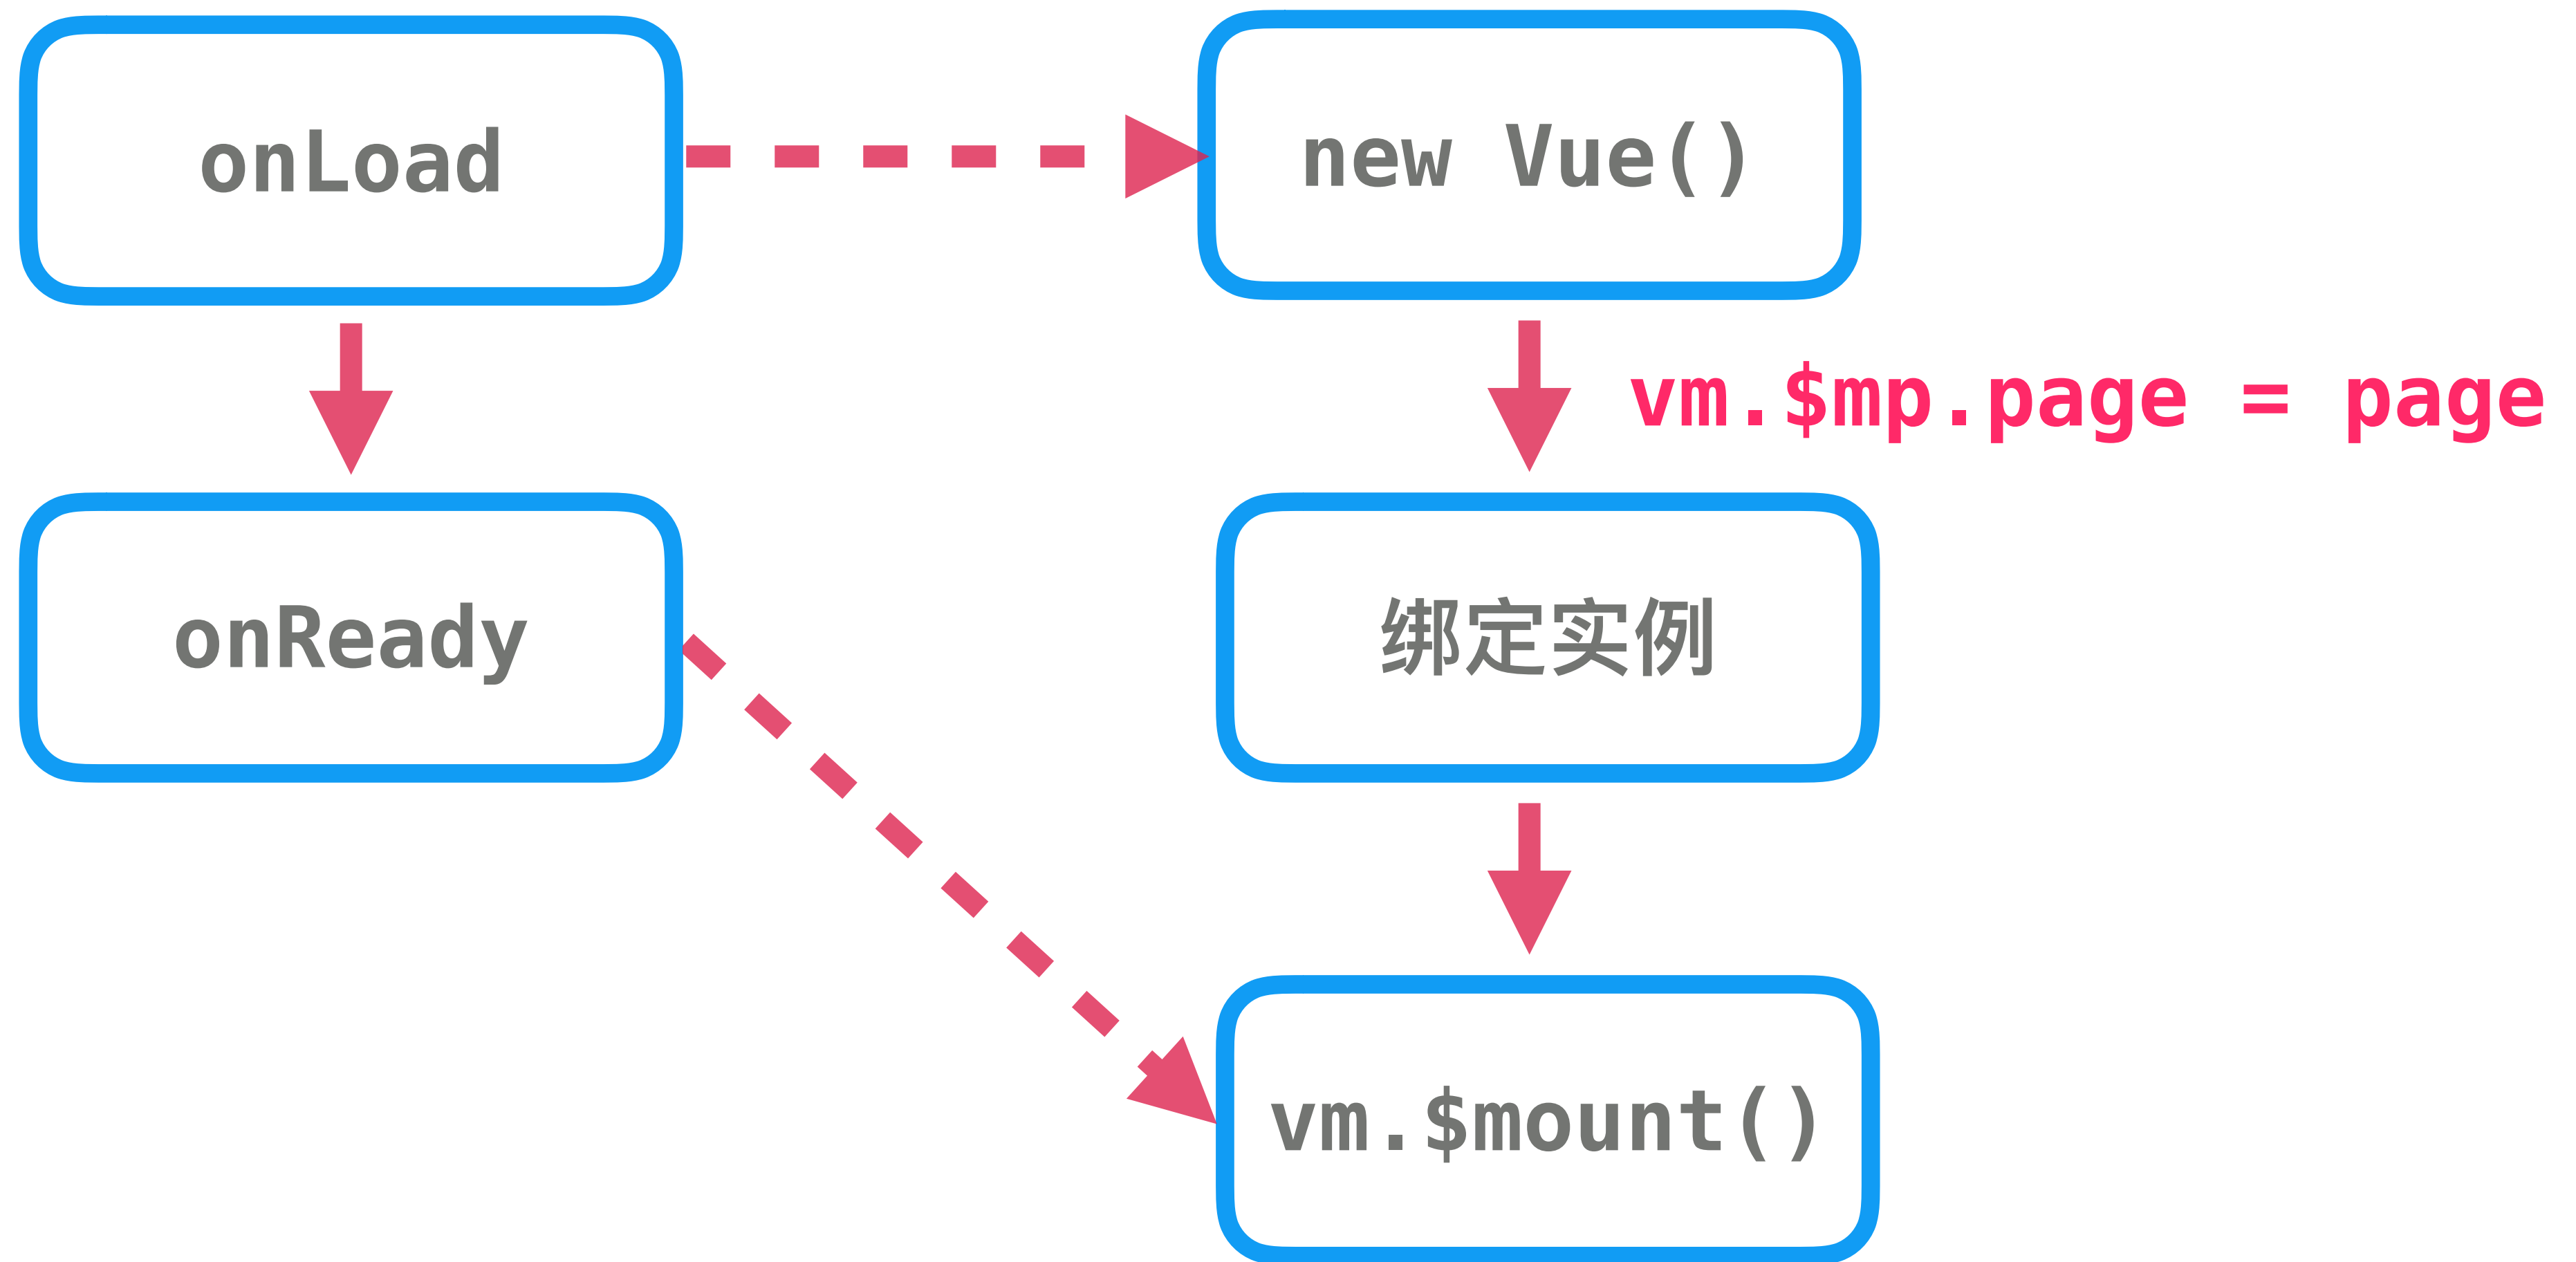 onLoad
new Vue()
vm.$mp.page = page
onReady
绑定实例
vm.$mount()